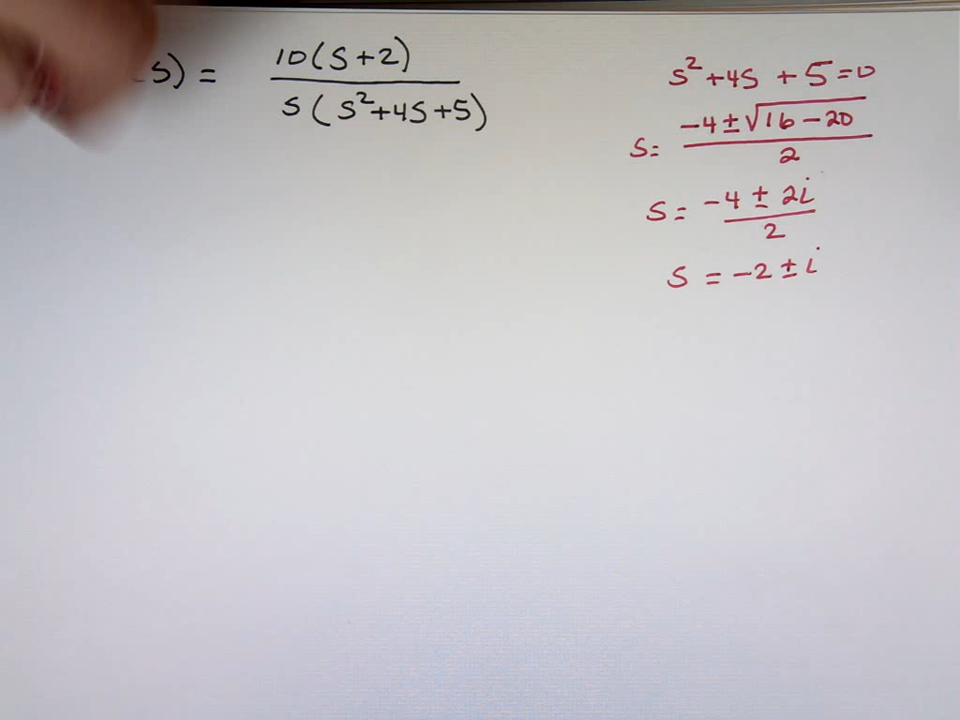 s) = 10(s+2)
s(s²+4s+5)
s²+4s+5=0
s= -4±√16-20
2
s= -4±2i
2
s = -2±i